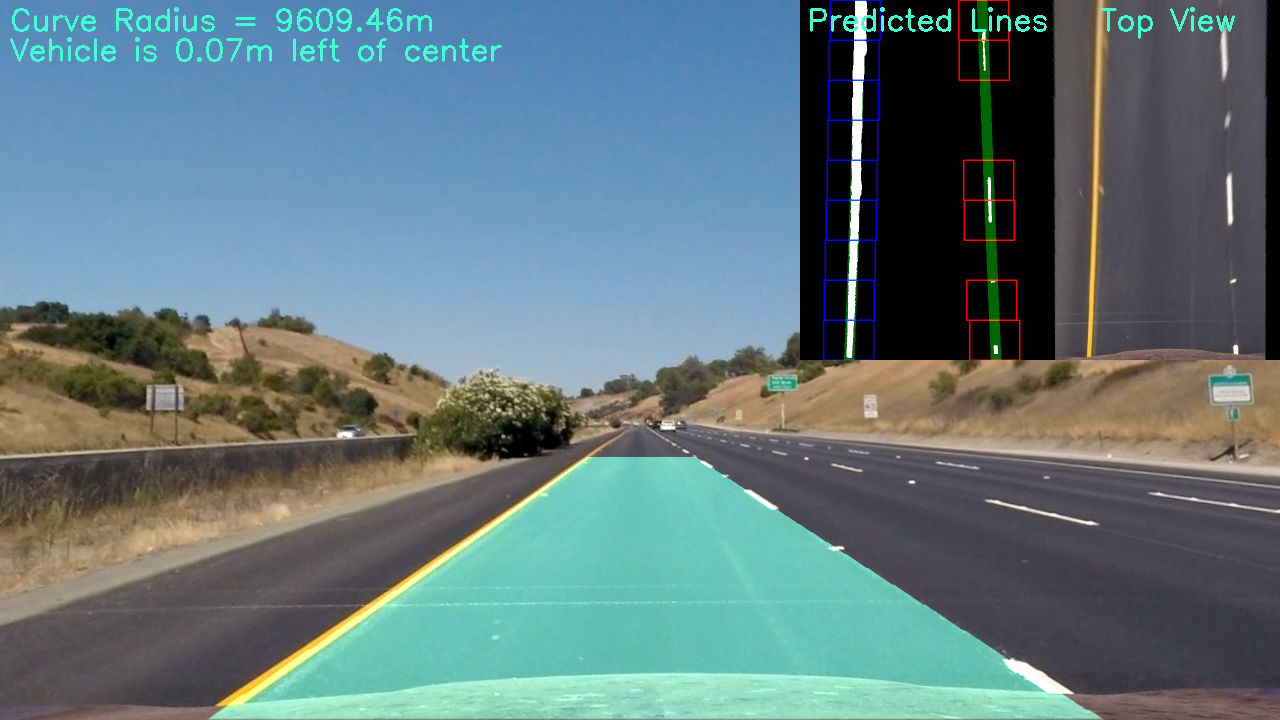 Curve Radius = 9609.46m
Vehicle is 0.07m left of center
Predicted Lines
Top View